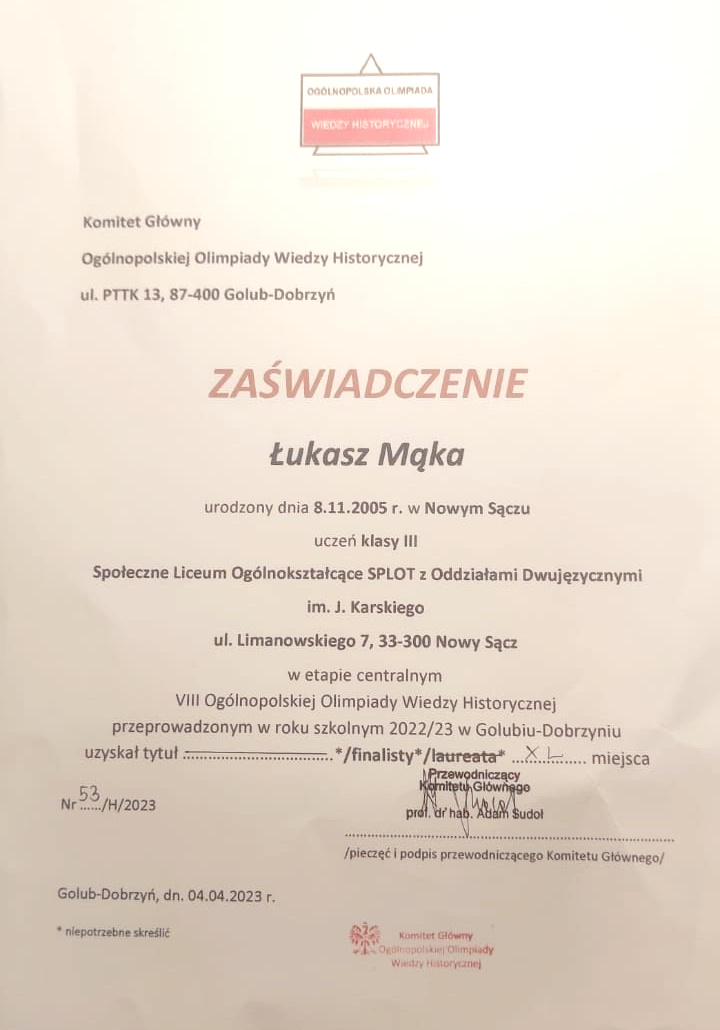 OGÓLNOPOLSKA OLIMPIADA
WIEDZY HISTORYCZNEJ
Komitet Główny
Ogólnopolskiej Olimpiady Wiedzy Historycznej
ul. PTTK 13, 87-400 Golub-Dobrzyń
ZAŚWIADCZENIE
Łukasz Mąka
urodzony dnia 8.11.2005 r. w Nowym Sączu
uczeń klasy III
Społeczne Liceum Ogólnokształcące SPLOT z Oddziałami Dwujęzycznymi
im. J. Karskiego
ul. Limanowskiego 7, 33-300 Nowy Sącz
w etapie centralnym
VIII Ogólnopolskiej Olimpiady Wiedzy Historycznej
przeprowadzonym w roku szkolnym 2022/23 w Golubiu-Dobrzyniu
uzyskał tytuł ................................*/finalisty*/laureata* ...XL..... miejsca
Przewodniczący
Komitetu Głównego
prof. dr hab. Adam Sudoł
Nr 53/H/2023
/pieczęć i podpis przewodniczącego Komitetu Głównego/
Golub-Dobrzyń, dn. 04.04.2023 r.
* niepotrzebne skreślić
Komitet Główny
Ogólnopolskiej Olimpiady
Wiedzy Historycznej